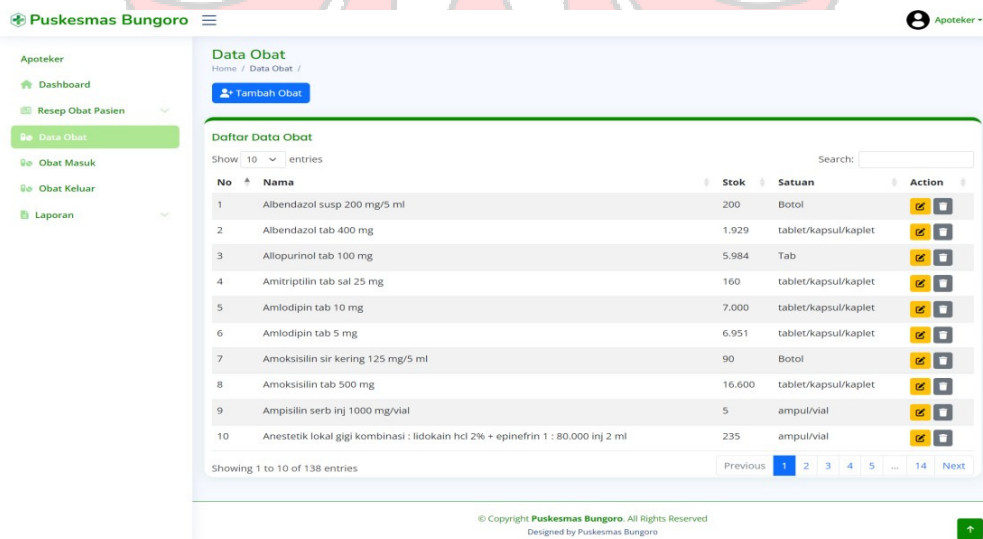 Puskesmas Bungoro
Apoteker
Apoteker
Dashboard
Resep Obat Pasien
Data Obat
Obat Masuk
Obat Keluar
Laporan
Data Obat
Home / Data Obat /
Tambah Obat
Daftar Data Obat
Show 10 entries Search:
No Nama Stok Satuan Action
1 Albendazol susp 200 mg/5 ml 200 Botol
2 Albendazol tab 400 mg 1.929 tablet/kapsul/kaplet
3 Allopurinol tab 100 mg 5.984 Tab
4 Amitriptilin tab sal 25 mg 160 tablet/kapsul/kaplet
5 Amlodipin tab 10 mg 7.000 tablet/kapsul/kaplet
6 Amlodipin tab 5 mg 6.951 tablet/kapsul/kaplet
7 Amoksisilin sir kering 125 mg/5 ml 90 Botol
8 Amoksisilin tab 500 mg 16.600 tablet/kapsul/kaplet
9 Ampisilin serb inj 1000 mg/vial 5 ampul/vial
10 Anestetik lokal gigi kombinasi : lidokain hcl 2% + epinefrin 1 : 80.000 inj 2 ml 235 ampul/vial
Showing 1 to 10 of 138 entries Previous 1 2 3 4 5 ... 14 Next
© Copyright Puskesmas Bungoro. All Rights Reserved
Designed by Puskesmas Bungoro